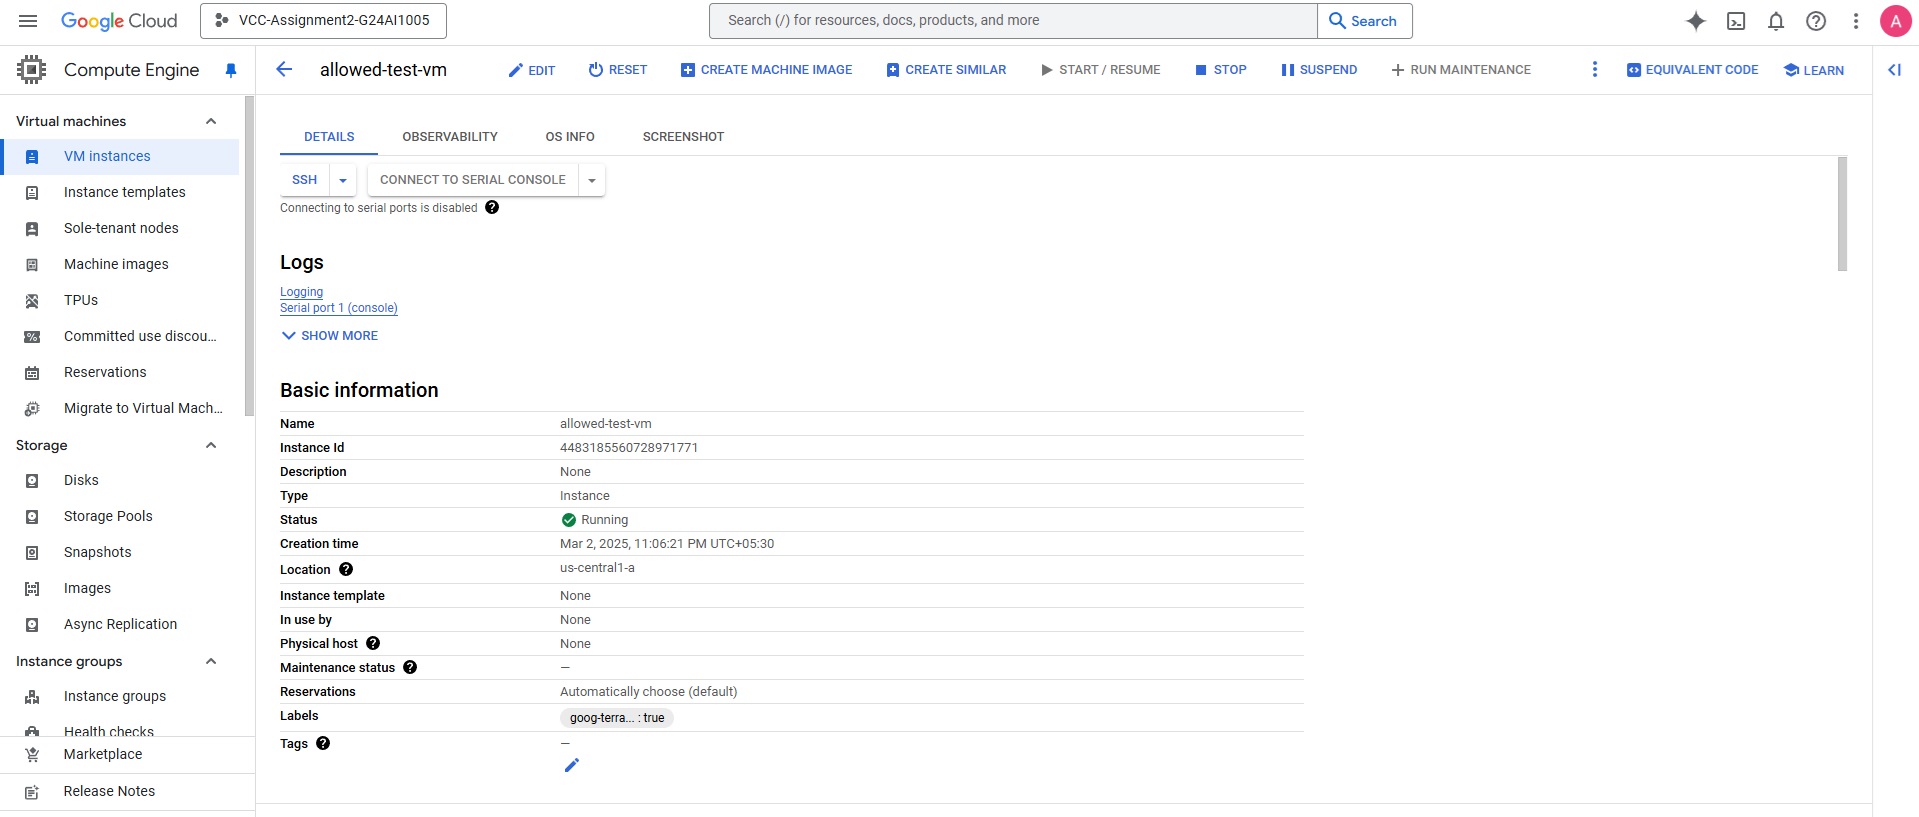 Google Cloud
VCC-Assignment2-G24AI1005
Search (/) for resources, docs, products, and more
Search
A
Compute Engine
allowed-test-vm
EDIT
RESET
CREATE MACHINE IMAGE
CREATE SIMILAR
START / RESUME
STOP
SUSPEND
RUN MAINTENANCE
EQUIVALENT CODE
LEARN
Virtual machines
VM instances
Instance templates
Sole-tenant nodes
Machine images
TPUs
Committed use discou...
Reservations
Migrate to Virtual Mach...
Storage
Disks
Storage Pools
Snapshots
Images
Async Replication
Instance groups
Instance groups
Health checks
Marketplace
Release Notes
DETAILS
OBSERVABILITY
OS INFO
SCREENSHOT
SSH
CONNECT TO SERIAL CONSOLE
Connecting to serial ports is disabled
Logs
Logging
Serial port 1 (console)
SHOW MORE
Basic information
Name allowed-test-vm
Instance Id 4483185560728971771
Description None
Type Instance
Status Running
Creation time Mar 2, 2025, 11:06:21 PM UTC+05:30
Location us-central1-a
Instance template None
In use by None
Physical host None
Maintenance status —
Reservations Automatically choose (default)
Labels goog-terra... : true
Tags —